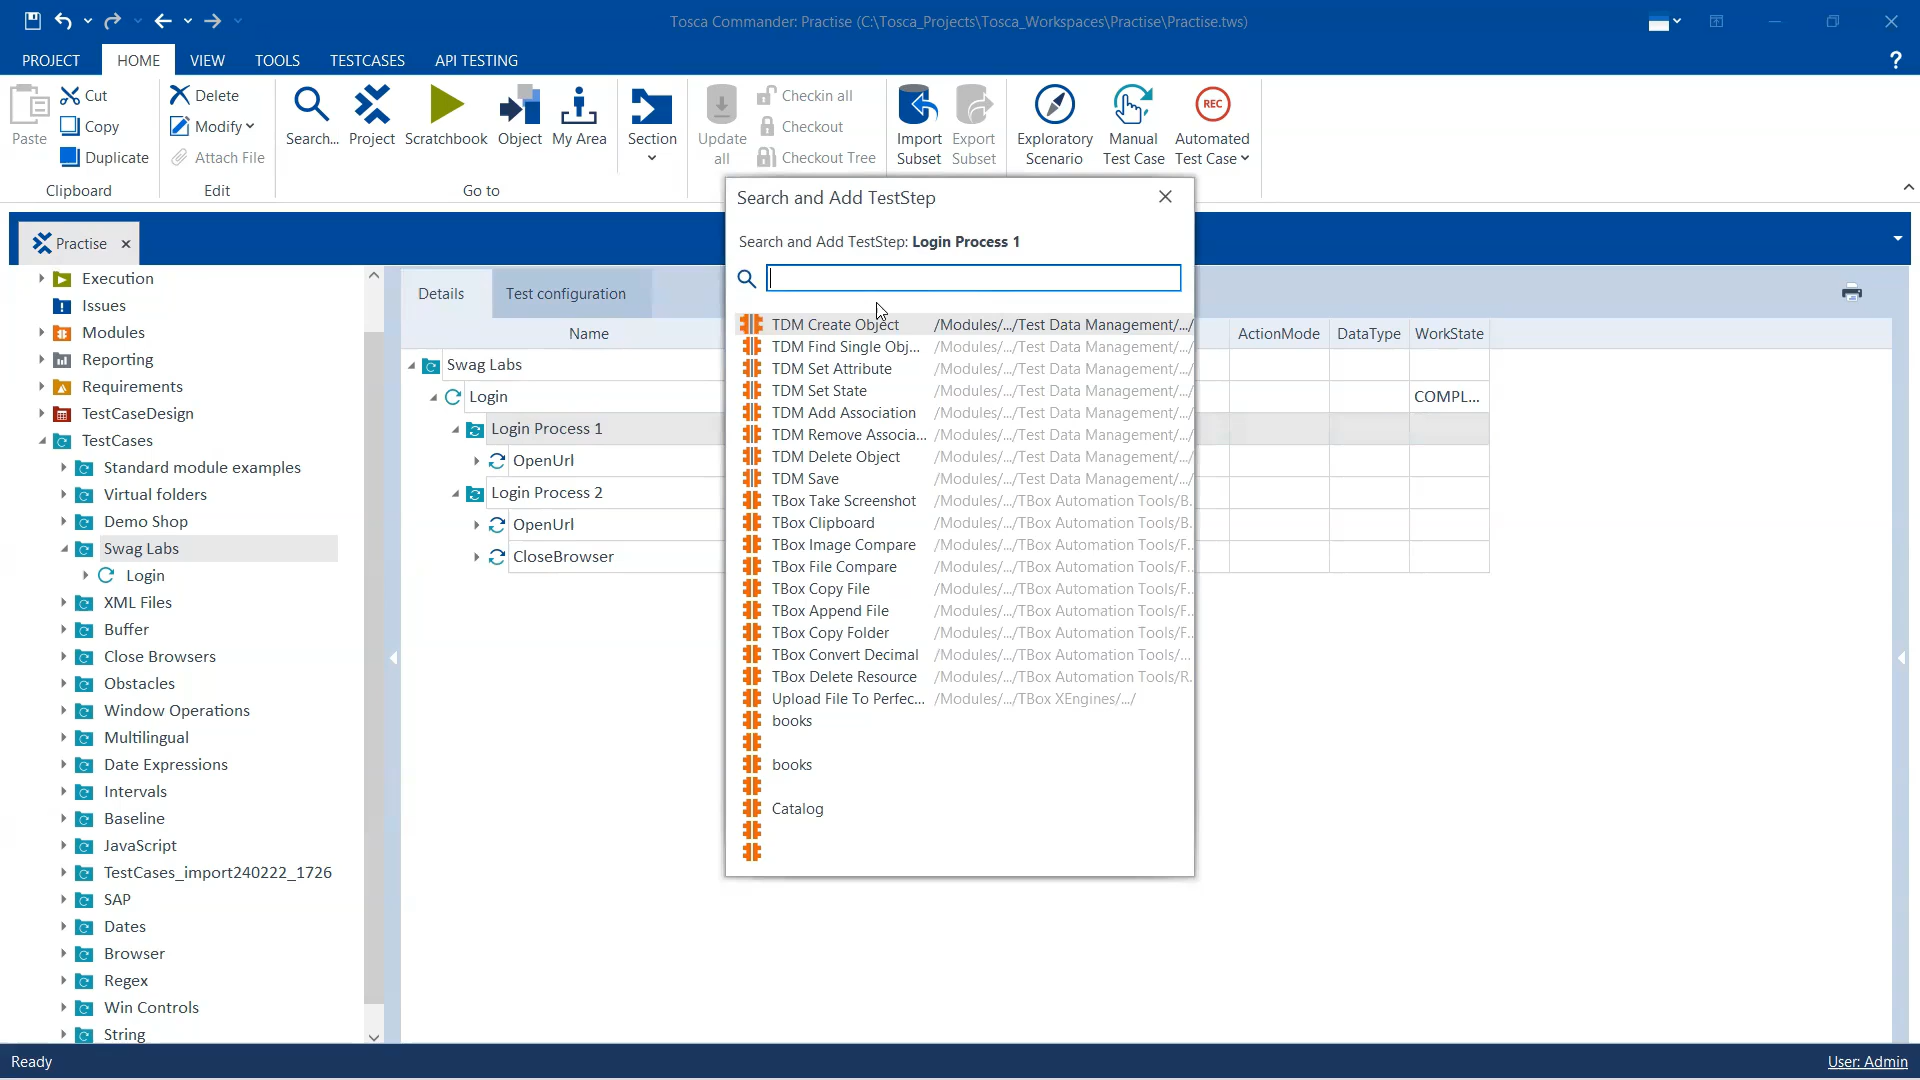 Tosca Commander: Practise (C:\Tosca_Projects\Tosca_Workspaces\Practise\Practise.tws)
PROJECT HOME VIEW TOOLS TESTCASES API TESTING ?
Paste Cut Copy Duplicate
Clipboard
Delete Modify Attach File
Edit
Search... Project Scratchbook Object My Area
Go to
Section
Update all
Checkin all
Checkout
Checkout Tree
Import Subset
Export Subset
Exploratory Scenario
Manual Test Case
REC
Automated Test Case
Practise
Execution
Issues
Modules
Reporting
Requirements
TestCaseDesign
TestCases
Standard module examples
Virtual folders
Demo Shop
Swag Labs
Login
XML Files
Buffer
Close Browsers
Obstacles
Window Operations
Multilingual
Date Expressions
Intervals
Baseline
JavaScript
TestCases_import240222_1726
SAP
Dates
Browser
Regex
Win Controls
String
Details Test configuration
Name ActionMode DataType WorkState
Swag Labs
Login COMPL...
Login Process 1
OpenUrl
Login Process 2
OpenUrl
CloseBrowser
Search and Add TestStep
Search and Add TestStep: Login Process 1
TDM Create Object /Modules/.../Test Data Management/.../
TDM Find Single Obj... /Modules/.../Test Data Management/.../
TDM Set Attribute /Modules/.../Test Data Management/.../
TDM Set State /Modules/.../Test Data Management/.../
TDM Add Association /Modules/.../Test Data Management/.../
TDM Remove Associa... /Modules/.../Test Data Management/.../
TDM Delete Object /Modules/.../Test Data Management/.../
TDM Save /Modules/.../Test Data Management/.../
TBox Take Screenshot /Modules/.../TBox Automation Tools/B.
TBox Clipboard /Modules/.../TBox Automation Tools/B.
TBox Image Compare /Modules/.../TBox Automation Tools/F.
TBox File Compare /Modules/.../TBox Automation Tools/F.
TBox Copy File /Modules/.../TBox Automation Tools/F.
TBox Append File /Modules/.../TBox Automation Tools/F.
TBox Copy Folder /Modules/.../TBox Automation Tools/F.
TBox Convert Decimal /Modules/.../TBox Automation Tools/...
TBox Delete Resource /Modules/.../TBox Automation Tools/R.
Upload File To Perfec... /Modules/.../TBox XEngines/.../
books
books
Catalog
Ready
User: Admin